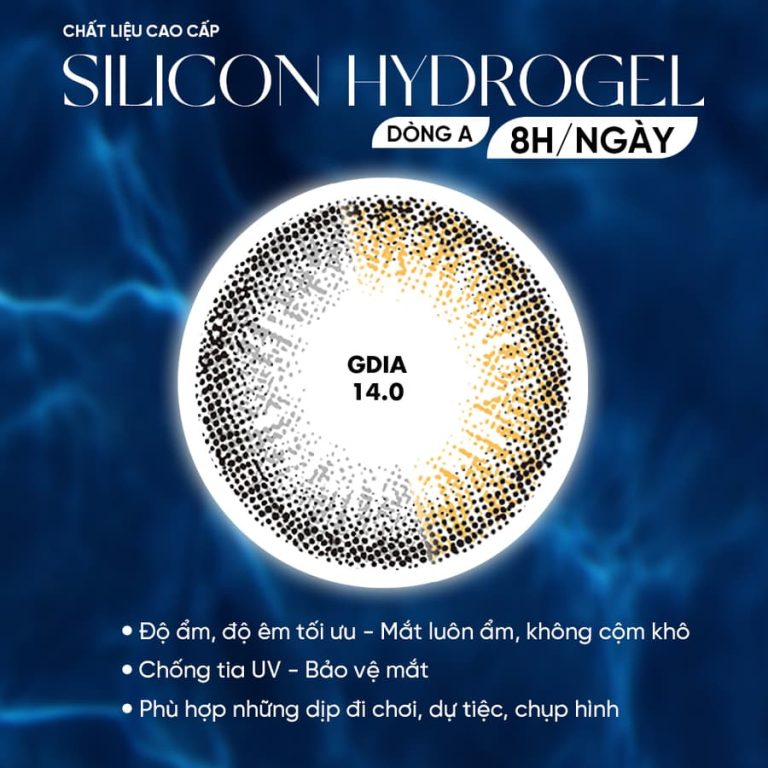 CHẤT LIỆU CAO CẤP
SILICON HYDROGEL
DÒNG A
8H/NGÀY
GDIA
14.0
• Độ ẩm, độ êm tối ưu - Mắt luôn ẩm, không cộm khô
• Chống tia UV - Bảo vệ mắt
• Phù hợp những dịp đi chơi, dự tiệc, chụp hình